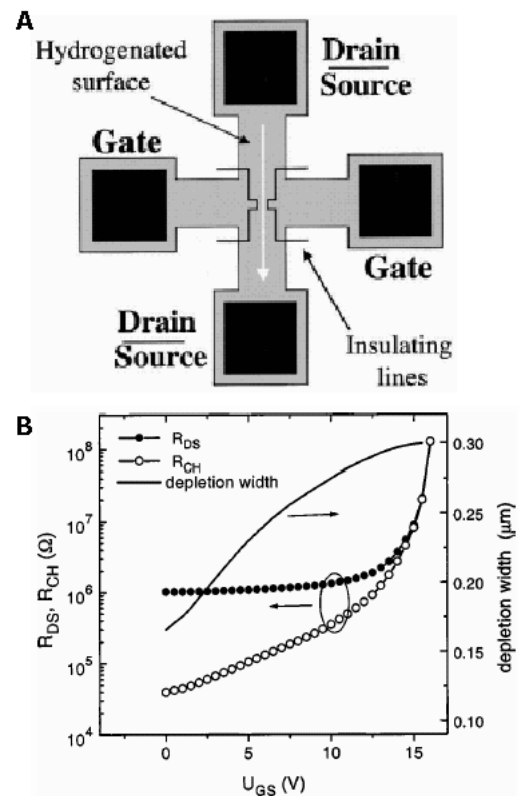 A
Hydrogenated
surface
Drain
Source
Gate
Gate
Drain
Source
Insulating
lines
B
R_DS
R_CH
depletion width
10^8
10^7
10^6
10^5
10^4
R_DS, R_CH (Ω)
0.30
0.25
0.20
0.15
0.10
depletion width (μm)
0 5 10 15
U_GS (V)